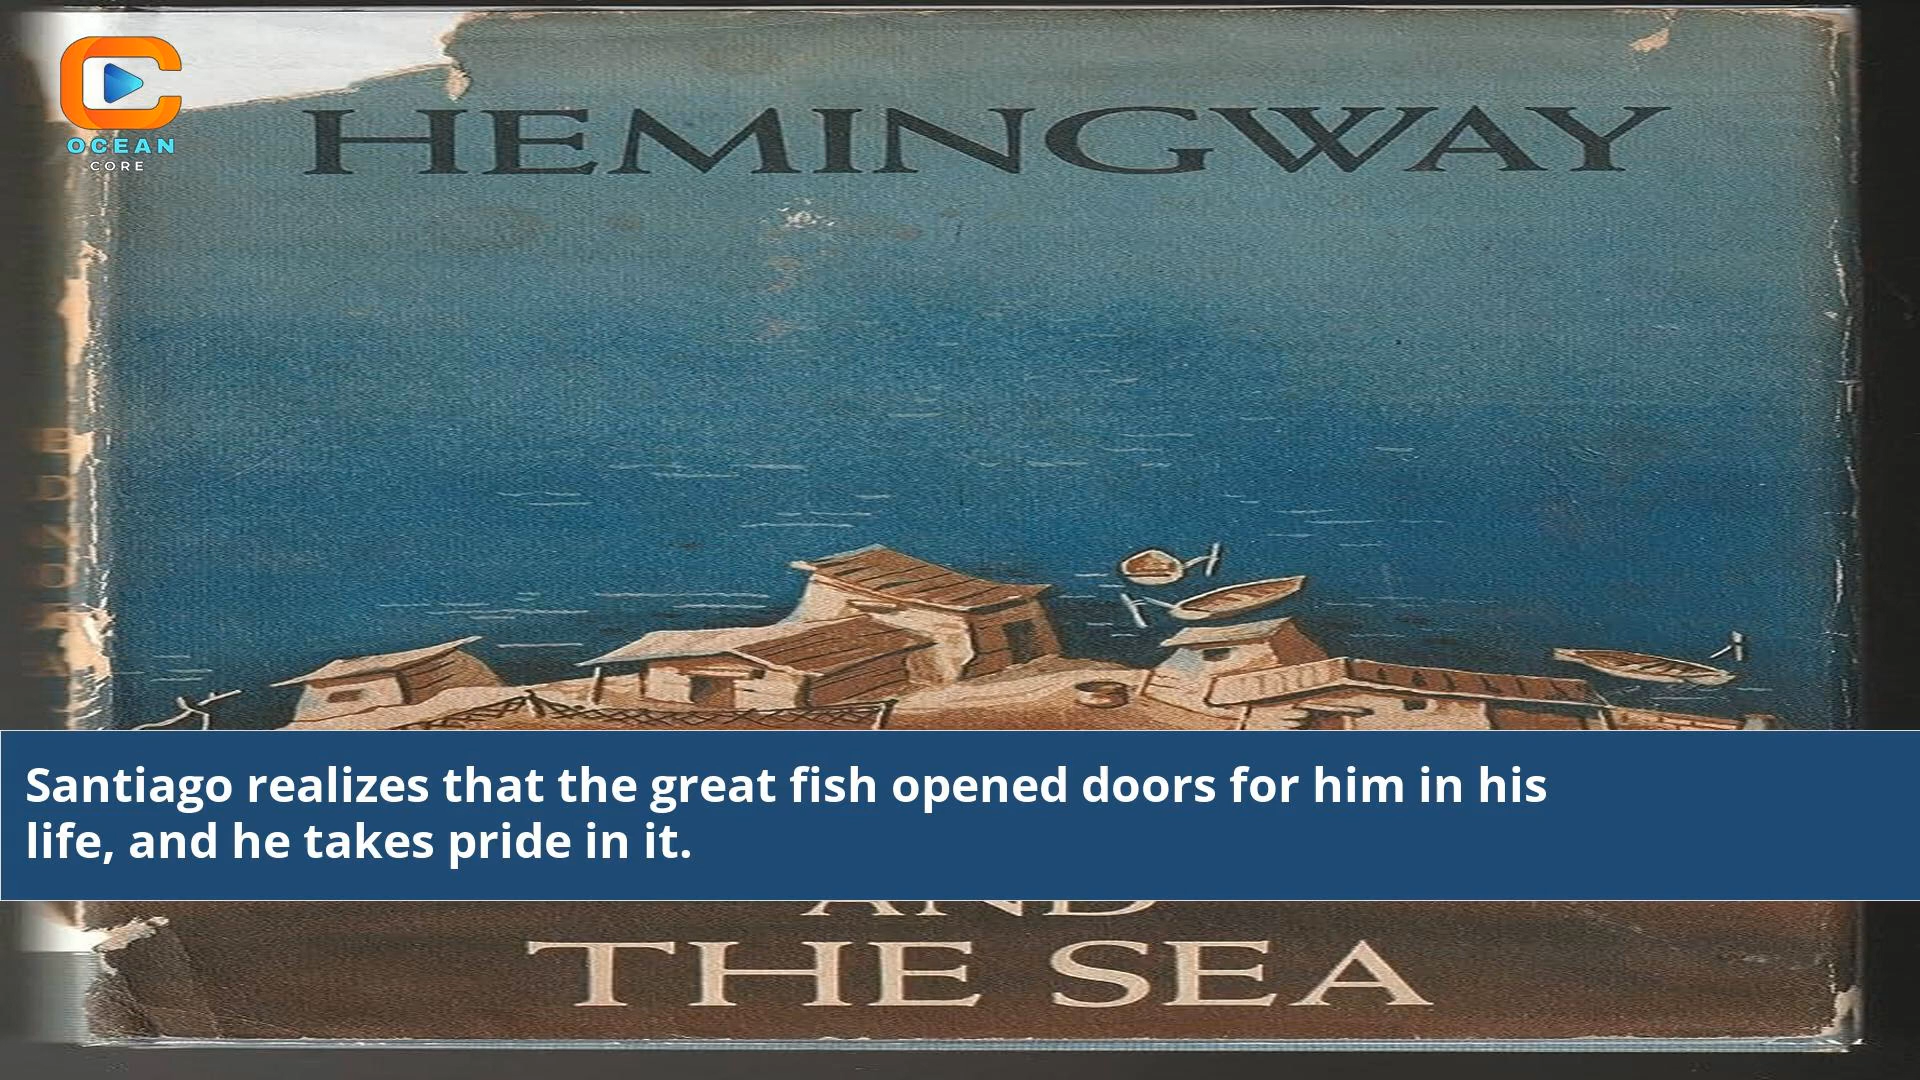 OCEAN
CORE
HEMINGWAY
Santiago realizes that the great fish opened doors for him in his
life, and he takes pride in it.
AND
THE SEA